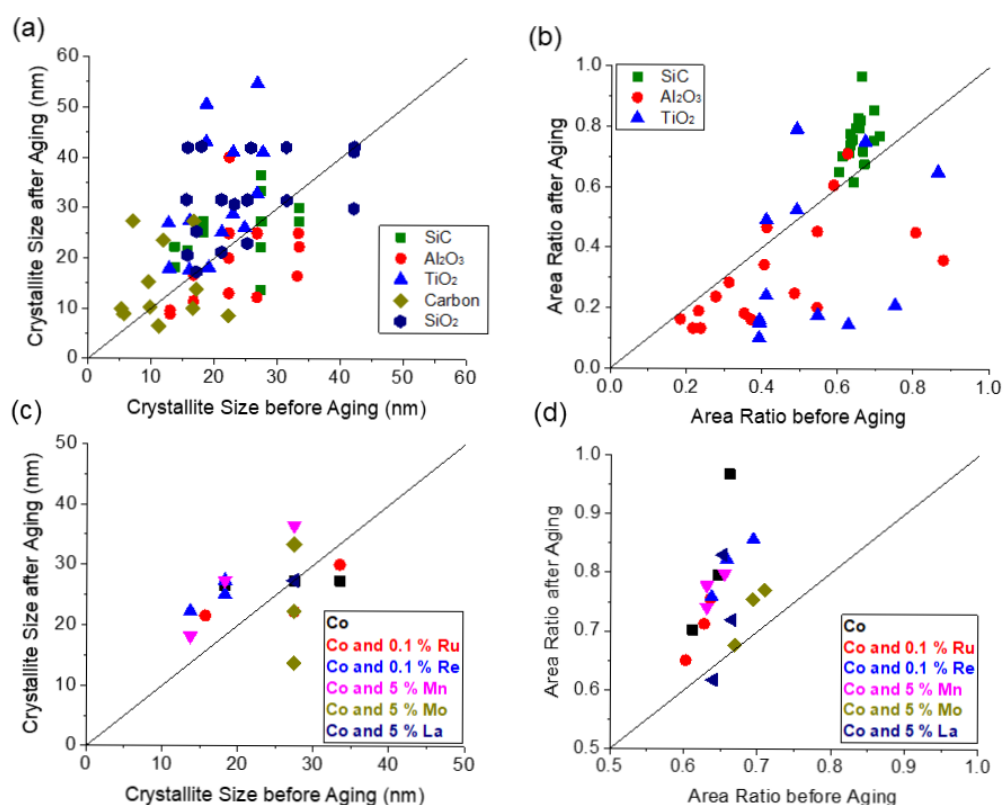 (a)
Crystallite Size after Aging (nm)
60
50
40
30
20
10
0
SiC
Al₂O₃
TiO₂
Carbon
SiO₂
0 10 20 30 40 50 60
Crystallite Size before Aging (nm)
(b)
Area Ratio after Aging
1.0
0.8
0.6
0.4
0.2
0.0
SiC
Al₂O₃
TiO₂
0.0 0.2 0.4 0.6 0.8 1.0
Area Ratio before Aging
(c)
Crystallite Size after Aging (nm)
50
40
30
20
10
0
Co
Co and 0.1 % Ru
Co and 0.1 % Re
Co and 5 % Mn
Co and 5 % Mo
Co and 5 % La
0 10 20 30 40 50
Crystallite Size before Aging (nm)
(d)
Area Ratio after Aging
1.0
0.9
0.8
0.7
0.6
0.5
Co
Co and 0.1 % Ru
Co and 0.1 % Re
Co and 5 % Mn
Co and 5 % Mo
Co and 5 % La
0.5 0.6 0.7 0.8 0.9 1.0
Area Ratio before Aging